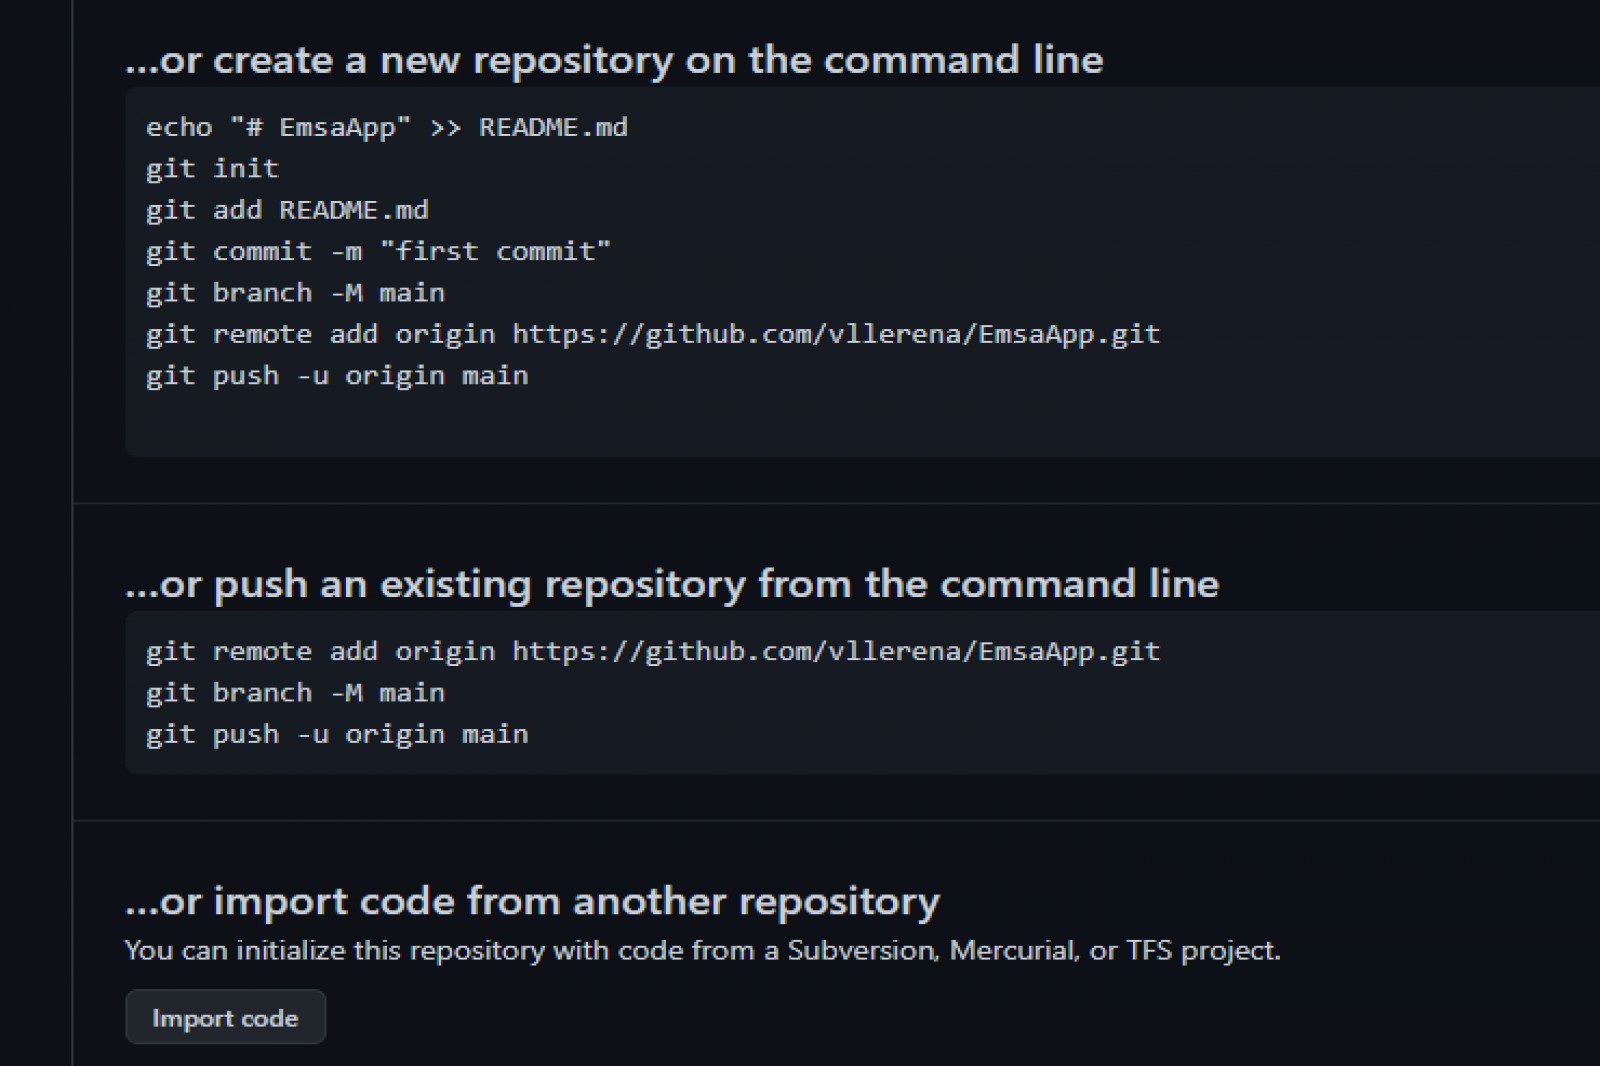 ...or create a new repository on the command line
echo "# EmsaApp" >> README.md
git init
git add README.md
git commit -m "first commit"
git branch -M main
git remote add origin https://github.com/vllerena/EmsaApp.git
git push -u origin main
...or push an existing repository from the command line
git remote add origin https://github.com/vllerena/EmsaApp.git
git branch -M main
git push -u origin main
...or import code from another repository
You can initialize this repository with code from a Subversion, Mercurial, or TFS project.
Import code